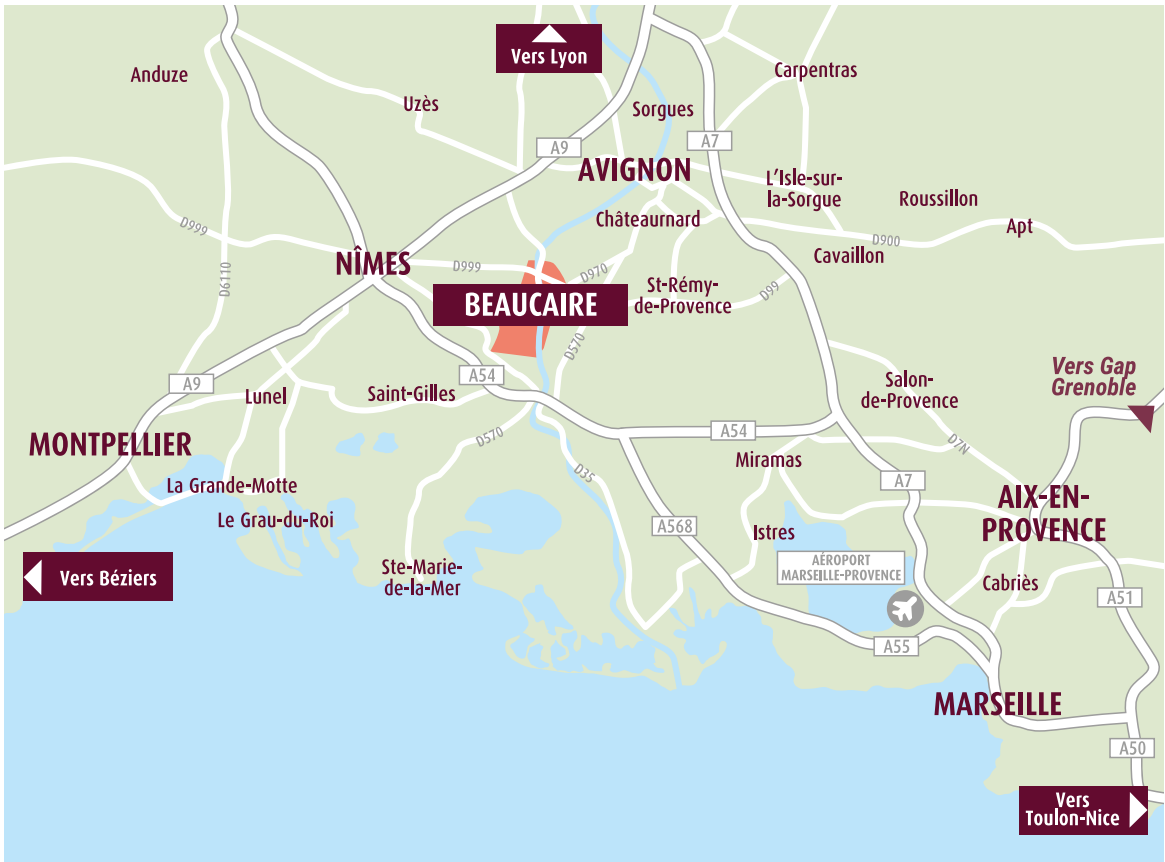 Vers Lyon
Anduze
Carpentras
Uzès
Sorgues
A9
A7
AVIGNON
L'Isle-sur-
la-Sorgue
Roussillon
Châteaurnard
Apt
D999
D900
NÎMES
Cavaillon
D999
D970
D6110
St-Rémy-
de-Provence
D99
BEAUCAIRE
D570
Vers Gap
Grenoble
A9
A54
Salon-
de-Provence
Lunel
Saint-Gilles
A54
D570
D7N
MONTPELLIER
Miramas
D35
A7
La Grande-Motte
AIX-EN-
PROVENCE
Le Grau-du-Roi
A568
Istres
AÉROPORT
MARSEILLE-PROVENCE
Vers Béziers
Ste-Marie-
de-la-Mer
Cabriès
A51
A55
MARSEILLE
A50
Vers
Toulon-Nice